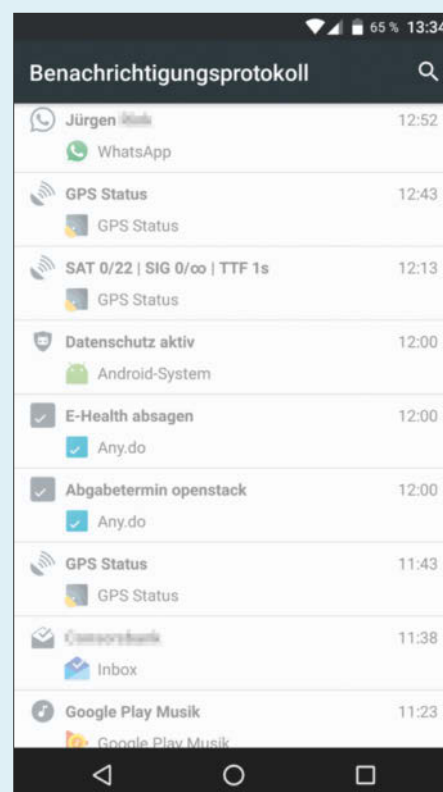 65 % 13:34
Benachrichtigungsprotokoll
Jürgen 12:52
WhatsApp
GPS Status 12:43
GPS Status
SAT 0/22 | SIG 0/∞ | TTF 1s 12:13
GPS Status
Datenschutz aktiv 12:00
Android-System
E-Health absagen 12:00
Any.do
Abgabetermin openstack 12:00
Any.do
GPS Status 11:43
GPS Status
11:38
Inbox
Google Play Musik 11:23
Google Play Musik